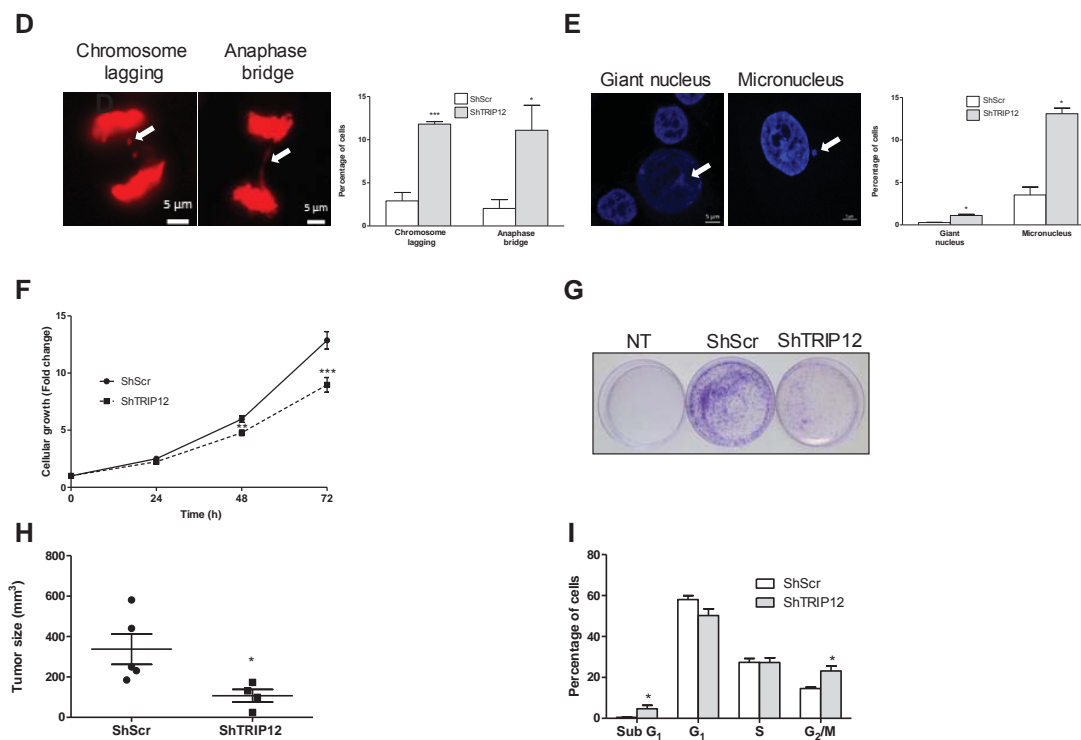 D
Chromosome
lagging
Anaphase
bridge
D
5 µm
5 µm
Percentage of cells
15
10
5
0
ShScr
ShTRIP12
***
*
Chromosome
lagging
Anaphase
bridge
E
Giant nucleus
Micronucleus
5 µm
Percentage of cells
15
10
5
0
ShScr
ShTRIP12
*
*
Giant
nucleus
Micronucleus
F
Cellular growth (Fold change)
15
10
5
0
ShScr
ShTRIP12
**
***
0
24
48
72
Time (h)
G
NT
ShScr
ShTRIP12
H
Tumor size (mm³)
800
600
400
200
0
*
ShScr
ShTRIP12
I
Percentage of cells
80
60
40
20
0
ShScr
ShTRIP12
*
*
Sub G₁
G₁
S
G₂/M